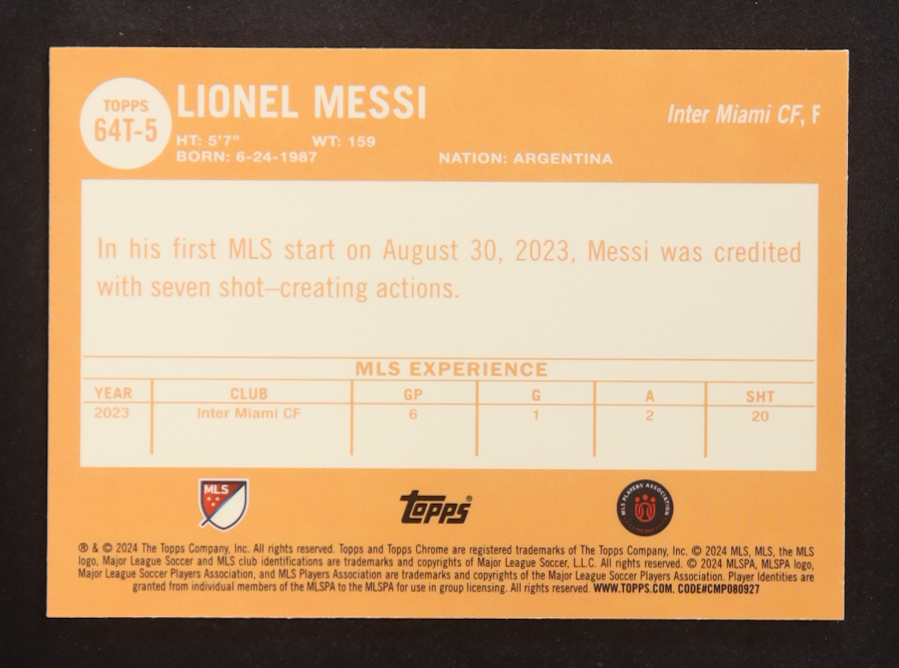 TOPPS
64T-5
LIONEL MESSI
Inter Miami CF, F
HT: 5'7" WT: 159
BORN: 6-24-1987 NATION: ARGENTINA
In his first MLS start on August 30, 2023, Messi was credited
with seven shot–creating actions.
MLS EXPERIENCE
YEAR CLUB GP G A SHT
2023 Inter Miami CF 6 1 2 20
MLS
Topps®
MLS PLAYERS ASSOCIATION
® & © 2024 The Topps Company, Inc. All rights reserved. Topps and Topps Chrome are registered trademarks of The Topps Company, Inc. © 2024 MLS, MLS, the MLS
logo, Major League Soccer and MLS club identifications are trademarks and copyrights of Major League Soccer, L.L.C. All rights reserved. © 2024 MLSPA, MLSPA logo,
Major League Soccer Players Association, and MLS Players Association are trademarks and copyrights of the Major League Soccer Players Association. Player Identities are
granted from individual members of the MLSPA to the MLSPA for use in group licensing. All rights reserved. WWW.TOPPS.COM. CODE#CMP080927